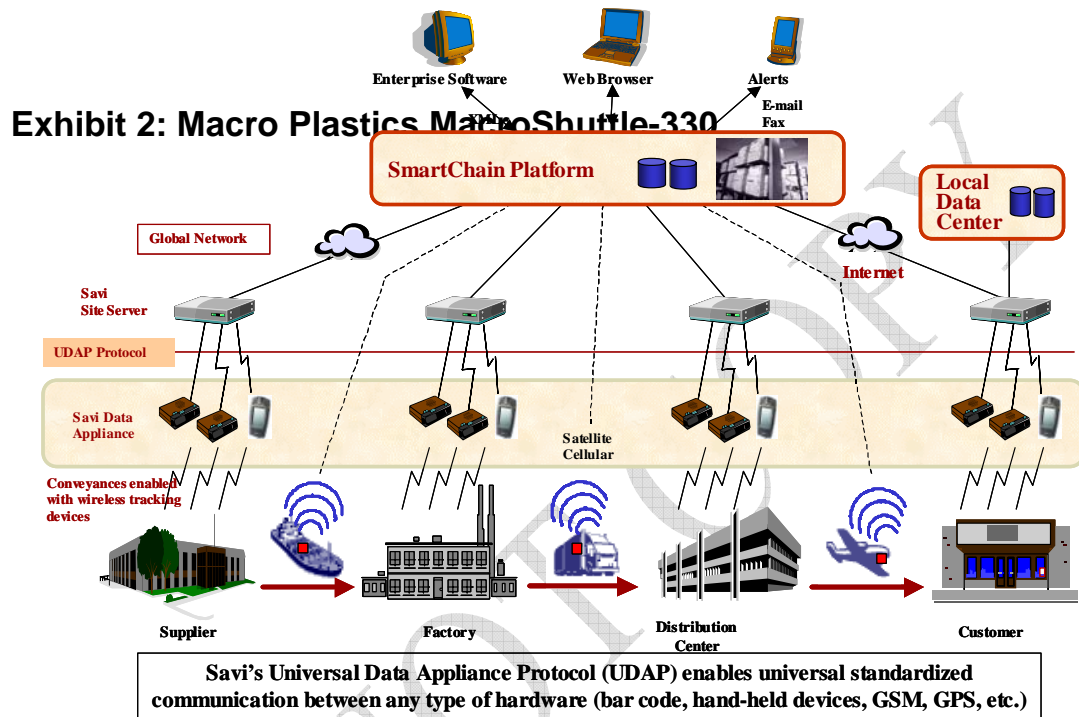 Enterprise Software
Web Browser
Alerts
XML
E-mail
Fax
Exhibit 2: Macro Plastics MacroShuttle-330
SmartChain Platform
Local
Data
Center
Global Network
Internet
Savi
Site Server
UDAP Protocol
Savi Data
Appliance
Satellite
Cellular
Conveyances enabled
with wireless tracking
devices
Supplier
Factory
Distribution
Center
Customer
Savi's Universal Data Appliance Protocol (UDAP) enables universal standardized
communication between any type of hardware (bar code, hand-held devices, GSM, GPS, etc.)